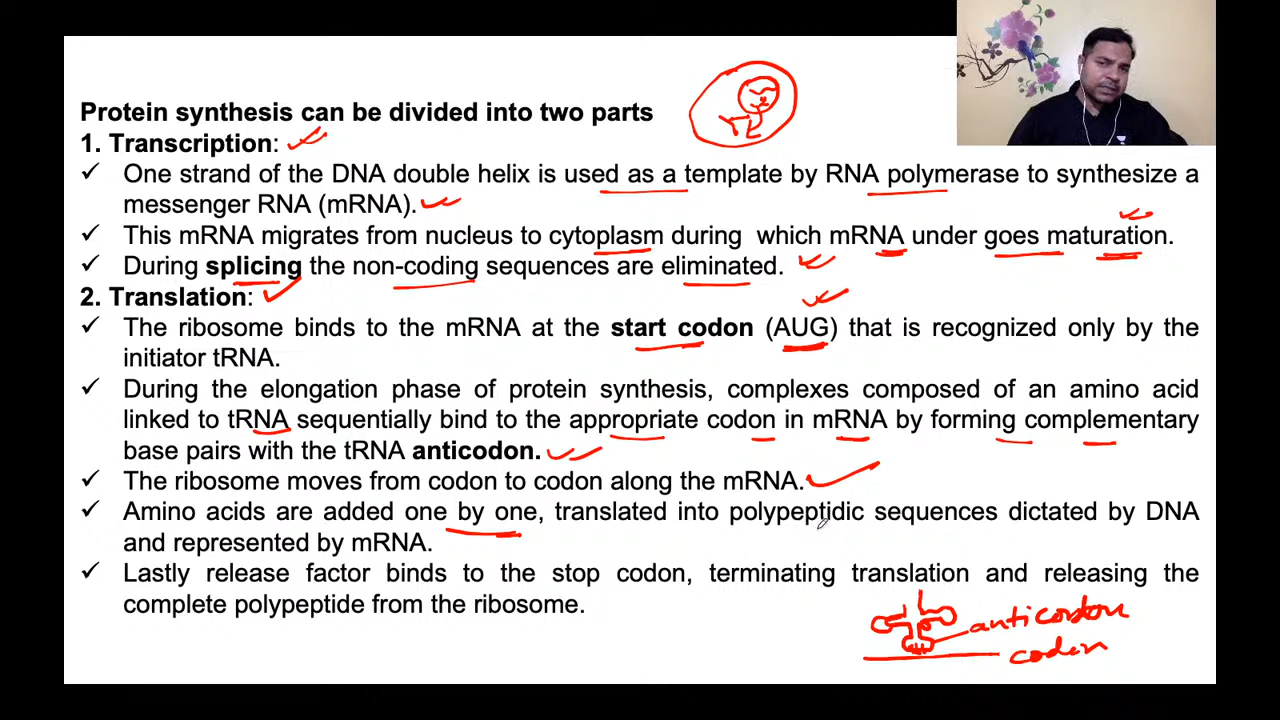 Protein synthesis can be divided into two parts
1. Transcription:
✓ One strand of the DNA double helix is used as a template by RNA polymerase to synthesize a
messenger RNA (mRNA).
✓ This mRNA migrates from nucleus to cytoplasm during which mRNA under goes maturation.
✓ During splicing the non-coding sequences are eliminated.
2. Translation:
✓ The ribosome binds to the mRNA at the start codon (AUG) that is recognized only by the
initiator tRNA.
✓ During the elongation phase of protein synthesis, complexes composed of an amino acid
linked to tRNA sequentially bind to the appropriate codon in mRNA by forming complementary
base pairs with the tRNA anticodon.
✓ The ribosome moves from codon to codon along the mRNA.
✓ Amino acids are added one by one, translated into polypeptidic sequences dictated by DNA
and represented by mRNA.
✓ Lastly release factor binds to the stop codon, terminating translation and releasing the
complete polypeptide from the ribosome.
anticodon
codon